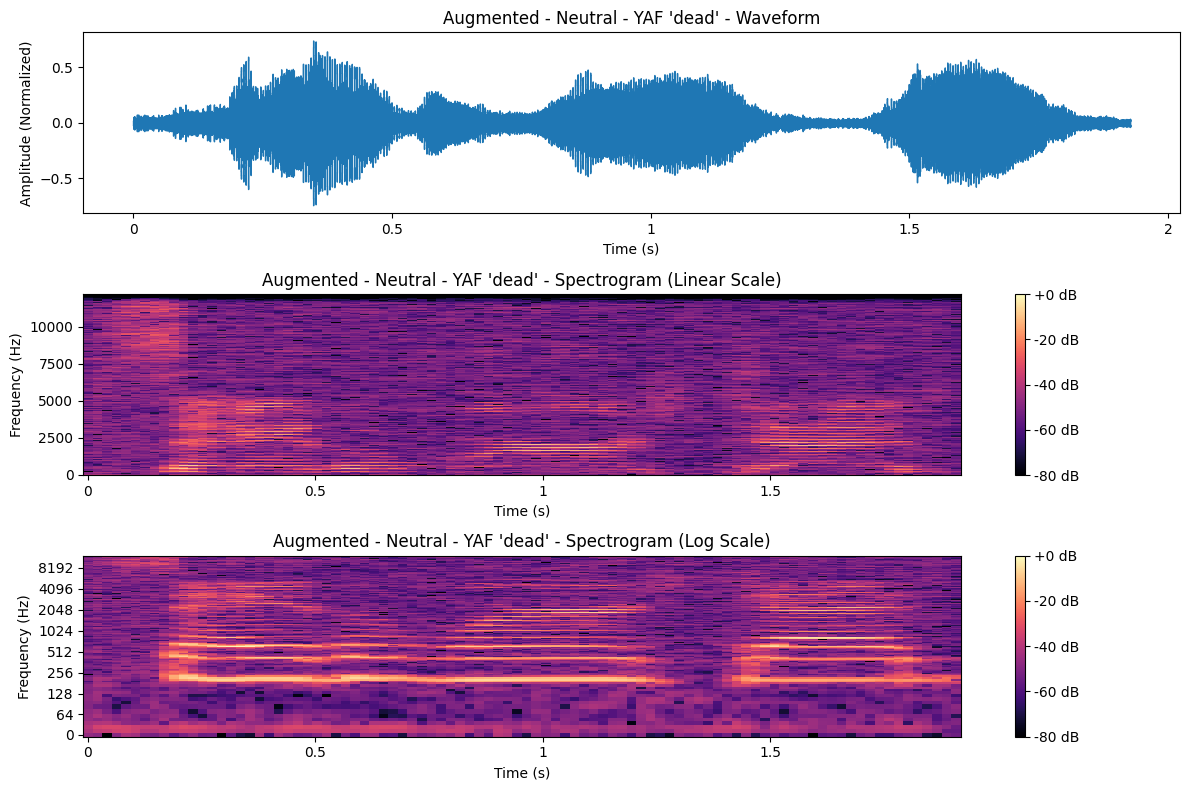 Augmented - Neutral - YAF 'dead' - Waveform
Amplitude (Normalized)
0.5
0.0
−0.5
0 0.5 1 1.5 2
Time (s)
Augmented - Neutral - YAF 'dead' - Spectrogram (Linear Scale)
Frequency (Hz)
10000
7500
5000
2500
0
0 0.5 1 1.5
Time (s)
+0 dB
-20 dB
-40 dB
-60 dB
-80 dB
Augmented - Neutral - YAF 'dead' - Spectrogram (Log Scale)
Frequency (Hz)
8192
4096
2048
1024
512
256
128
64
0
0 0.5 1 1.5
Time (s)
+0 dB
-20 dB
-40 dB
-60 dB
-80 dB